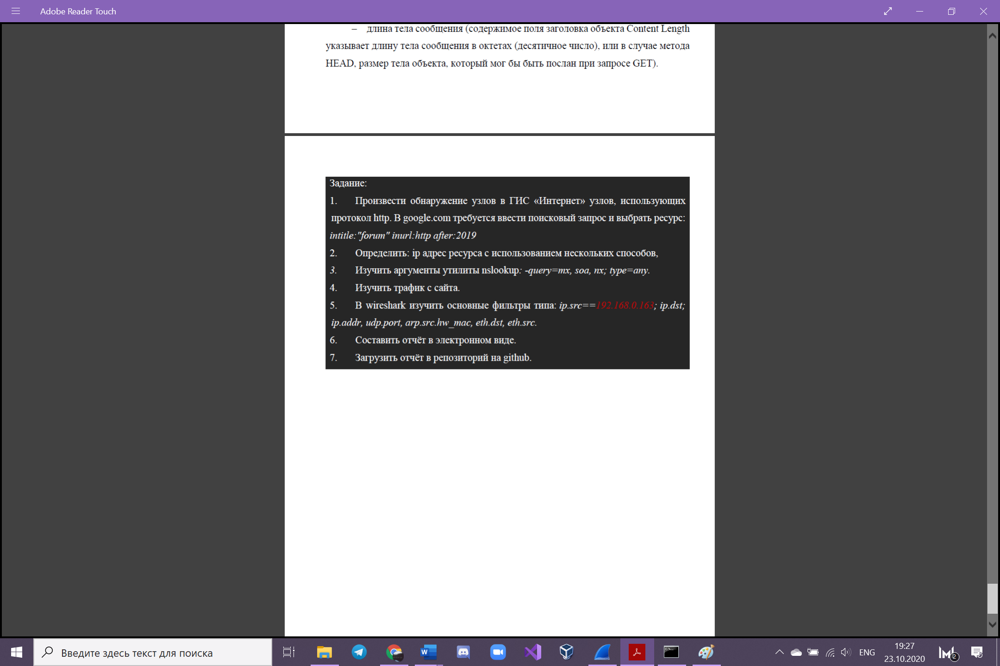 Adobe Reader Touch
– длина тела сообщения (содержимое поля заголовка объекта Content Length
указывает длину тела сообщения в октетах (десятичное число), или в случае метода
HEAD, размер тела объекта, который мог бы быть послан при запросе GET).
Задание:
1. Произвести обнаружение узлов в ГИС «Интернет» узлов, использующих
протокол http. В google.com требуется ввести поисковый запрос и выбрать ресурс:
intitle:"forum" inurl:http after:2019
2. Определить: ip адрес ресурса с использованием нескольких способов,
3. Изучить аргументы утилиты nslookup: -query=mx, soa, nx; type=any.
4. Изучить трафик с сайта.
5. В wireshark изучить основные фильтры типа: ip.src==192.168.0.163; ip.dst;
ip.addr, udp.port, arp.src.hw_mac, eth.dst, eth.src.
6. Составить отчёт в электронном виде.
7. Загрузить отчёт в репозиторий на github.
Введите здесь текст для поиска
ENG
19:27
23.10.2020
2